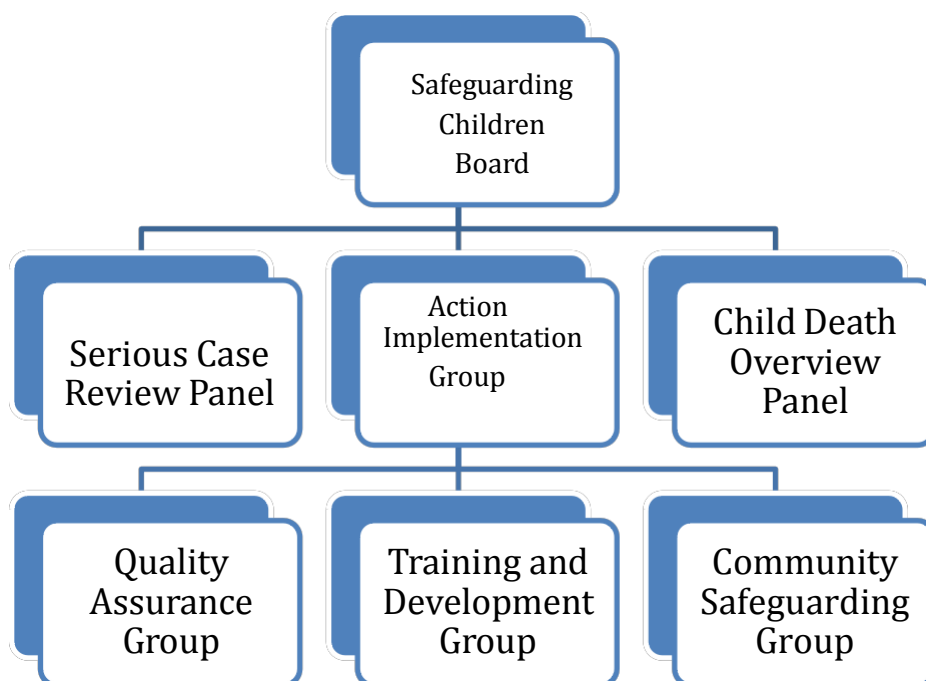 Safeguarding
Children
Board
Serious Case
Review Panel
Action
Implementation
Group
Child Death
Overview
Panel
Quality
Assurance
Group
Training and
Development
Group
Community
Safeguarding
Group